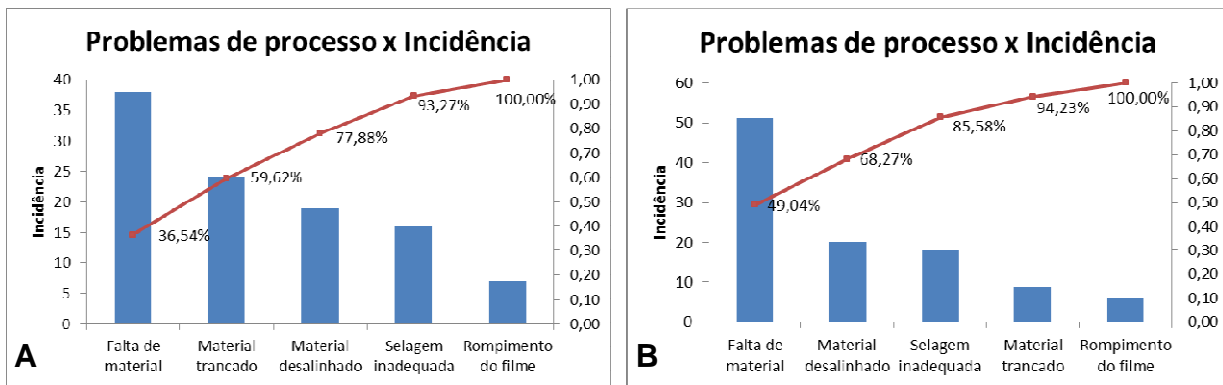 Problemas de processo x Incidência
40
35
30
25
20
15
10
5
0
Incidência
1,00
0,90
0,80
0,70
0,60
0,50
0,40
0,30
0,20
0,10
0,00
36,54%
59,62%
77,88%
93,27%
100,00%
Falta de
material
Material
trancado
Material
desalinhado
Selagem
inadequada
Rompimento
do filme
A
Problemas de processo x Incidência
60
50
40
30
20
10
0
Incidência
1,00
0,90
0,80
0,70
0,60
0,50
0,40
0,30
0,20
0,10
0,00
49,04%
68,27%
85,58%
94,23%
100,00%
Falta de
material
Material
desalinhado
Selagem
inadequada
Material
trancado
Rompimento
do filme
B